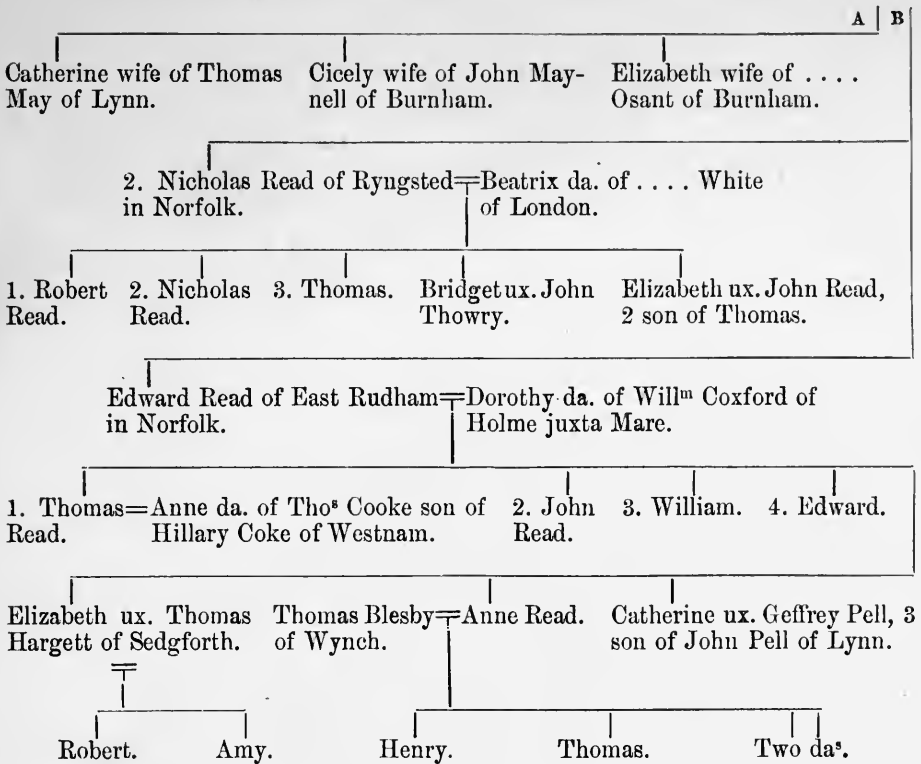 A | B
Catherine wife of Thomas Cicely wife of John May- Elizabeth wife of . . . .
May of Lynn. nell of Burnham. Osant of Burnham.
2. Nicholas Read of Ryngsted Beatrix da. of . . . . White
in Norfolk. of London.
1. Robert 2. Nicholas 3. Thomas. Bridget ux. John Elizabeth ux. John Read,
Read. Read. Thowry. 2 son of Thomas.
Edward Read of East Rudham Dorothy da. of Willᵐ Coxford of
in Norfolk. Holme juxta Mare.
1. Thomas=Anne da. of Thoˢ Cooke son of 2. John 3. William. 4. Edward.
Read. Hillary Coke of Westnam. Read.
Elizabeth ux. Thomas Thomas Blesby Anne Read. Catherine ux. Geffrey Pell, 3
Hargett of Sedgforth. of Wynch. son of John Pell of Lynn.
Robert. Amy. Henry. Thomas. Two daˢ.